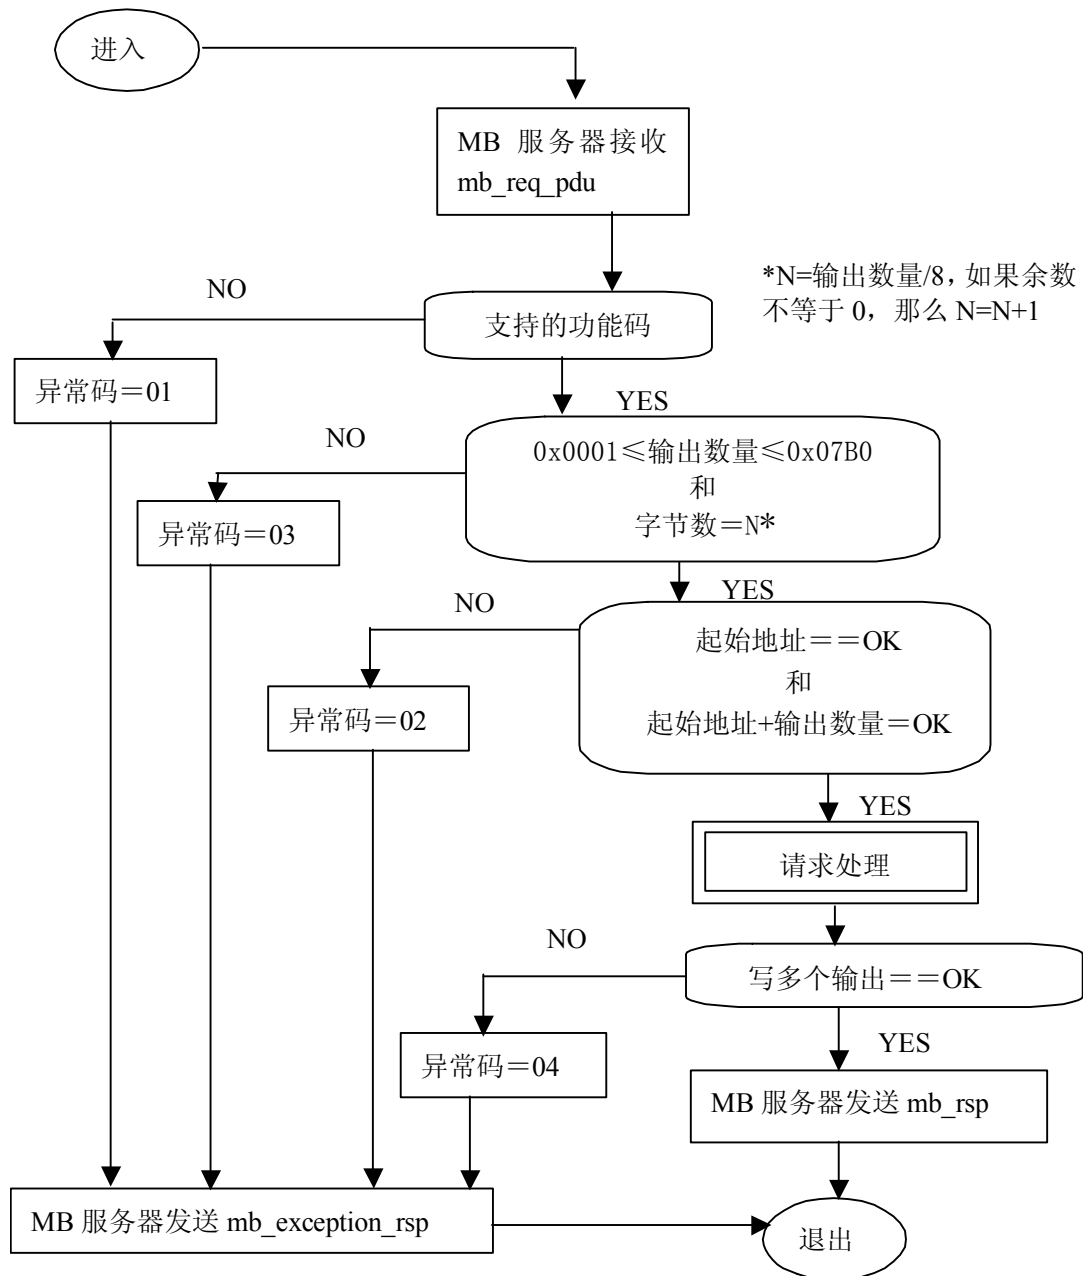 进入
MB 服务器接收
mb_req_pdu
*N=输出数量/8，如果余数
不等于 0，那么 N=N+1
NO
支持的功能码
异常码＝01
YES
NO
0x0001≤输出数量≤0x07B0
和
字节数＝N*
异常码＝03
YES
NO
起始地址＝＝OK
和
起始地址+输出数量＝OK
异常码＝02
YES
请求处理
NO
写多个输出＝＝OK
YES
异常码＝04
MB 服务器发送 mb_rsp
MB 服务器发送 mb_exception_rsp
退出